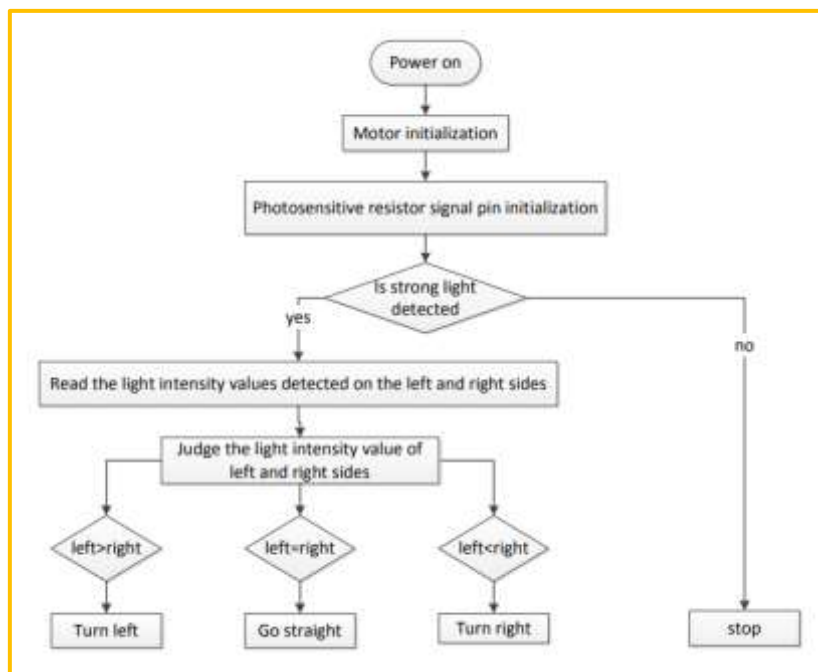 Power on
Motor initialization
Photosensitive resistor signal pin initialization
Is strong light
detected
yes
no
Read the light intensity values detected on the left and right sides
Judge the light intensity value of
left and right sides
left>right
left=right
left<right
Turn left
Go straight
Turn right
stop